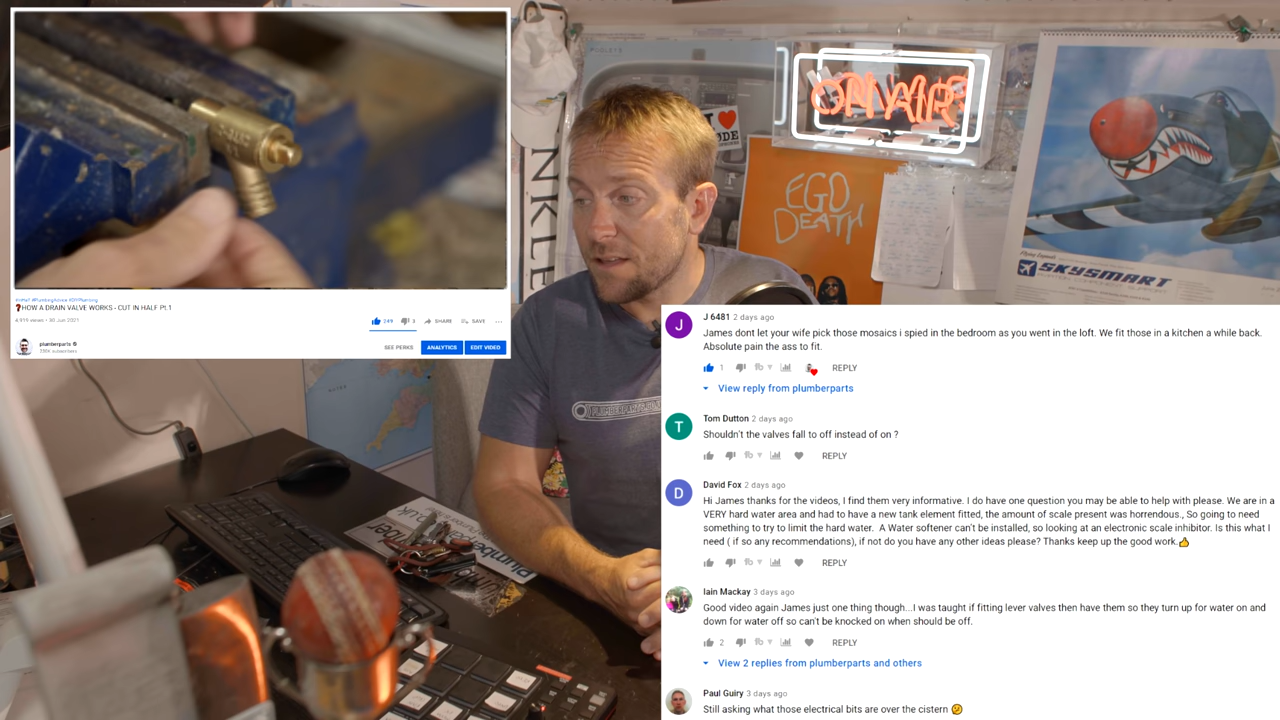 #inHalf #PlumbingAdvice #DIYPlumbing
❓HOW A DRAIN VALVE WORKS - CUT IN HALF Pt.1
4,919 views • 30 Jun 2021
249
3
SHARE
SAVE
plumberparts
SEE PERKS
ANALYTICS
EDIT VIDEO
ON AIR
EGO
DEATH
SKYSMART
J 6481 2 days ago
James dont let your wife pick those mosaics i spied in the bedroom as you went in the loft. We fit those in a kitchen a while back.
Absolute pain the ass to fit.
1
REPLY
View reply from plumberparts
T
Tom Dutton 2 days ago
Shouldn't the valves fall to off instead of on ?
REPLY
D
David Fox 2 days ago
Hi James thanks for the videos, I find them very informative. I do have one question you may be able to help with please. We are in a
VERY hard water area and had to have a new tank element fitted, the amount of scale present was horrendous., So going to need
something to try to limit the hard water. A Water softener can't be installed, so looking at an electronic scale inhibitor. Is this what I
need ( if so any recommendations), if not do you have any other ideas please? Thanks keep up the good work.👍
REPLY
Iain Mackay 3 days ago
Good video again James just one thing though...I was taught if fitting lever valves then have them so they turn up for water on and
down for water off so can't be knocked on when should be off.
2
REPLY
View 2 replies from plumberparts and others
Paul Guiry 3 days ago
Still asking what those electrical bits are over the cistern 🫤